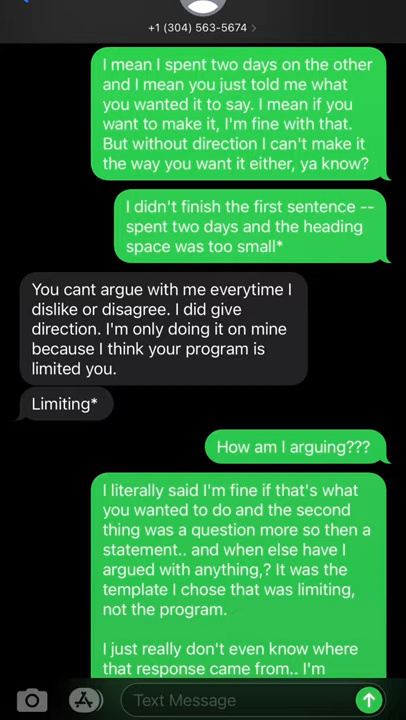 +1 (304) 563-5674 >
I mean I spent two days on the other
and I mean you just told me what
you wanted it to say. I mean if you
want to make it, I'm fine with that.
But without direction I can't make it
the way you want it either, ya know?
I didn't finish the first sentence --
spent two days and the heading
space was too small*
You cant argue with me everytime I
dislike or disagree. I did give
direction. I'm only doing it on mine
because I think your program is
limited you.
Limiting*
How am I arguing???
I literally said I'm fine if that's what
you wanted to do and the second
thing was a question more so then a
statement.. and when else have I
argued with anything,? It was the
template I chose that was limiting,
not the program.
I just really don't even know where
that response came from.. I'm
Text Message